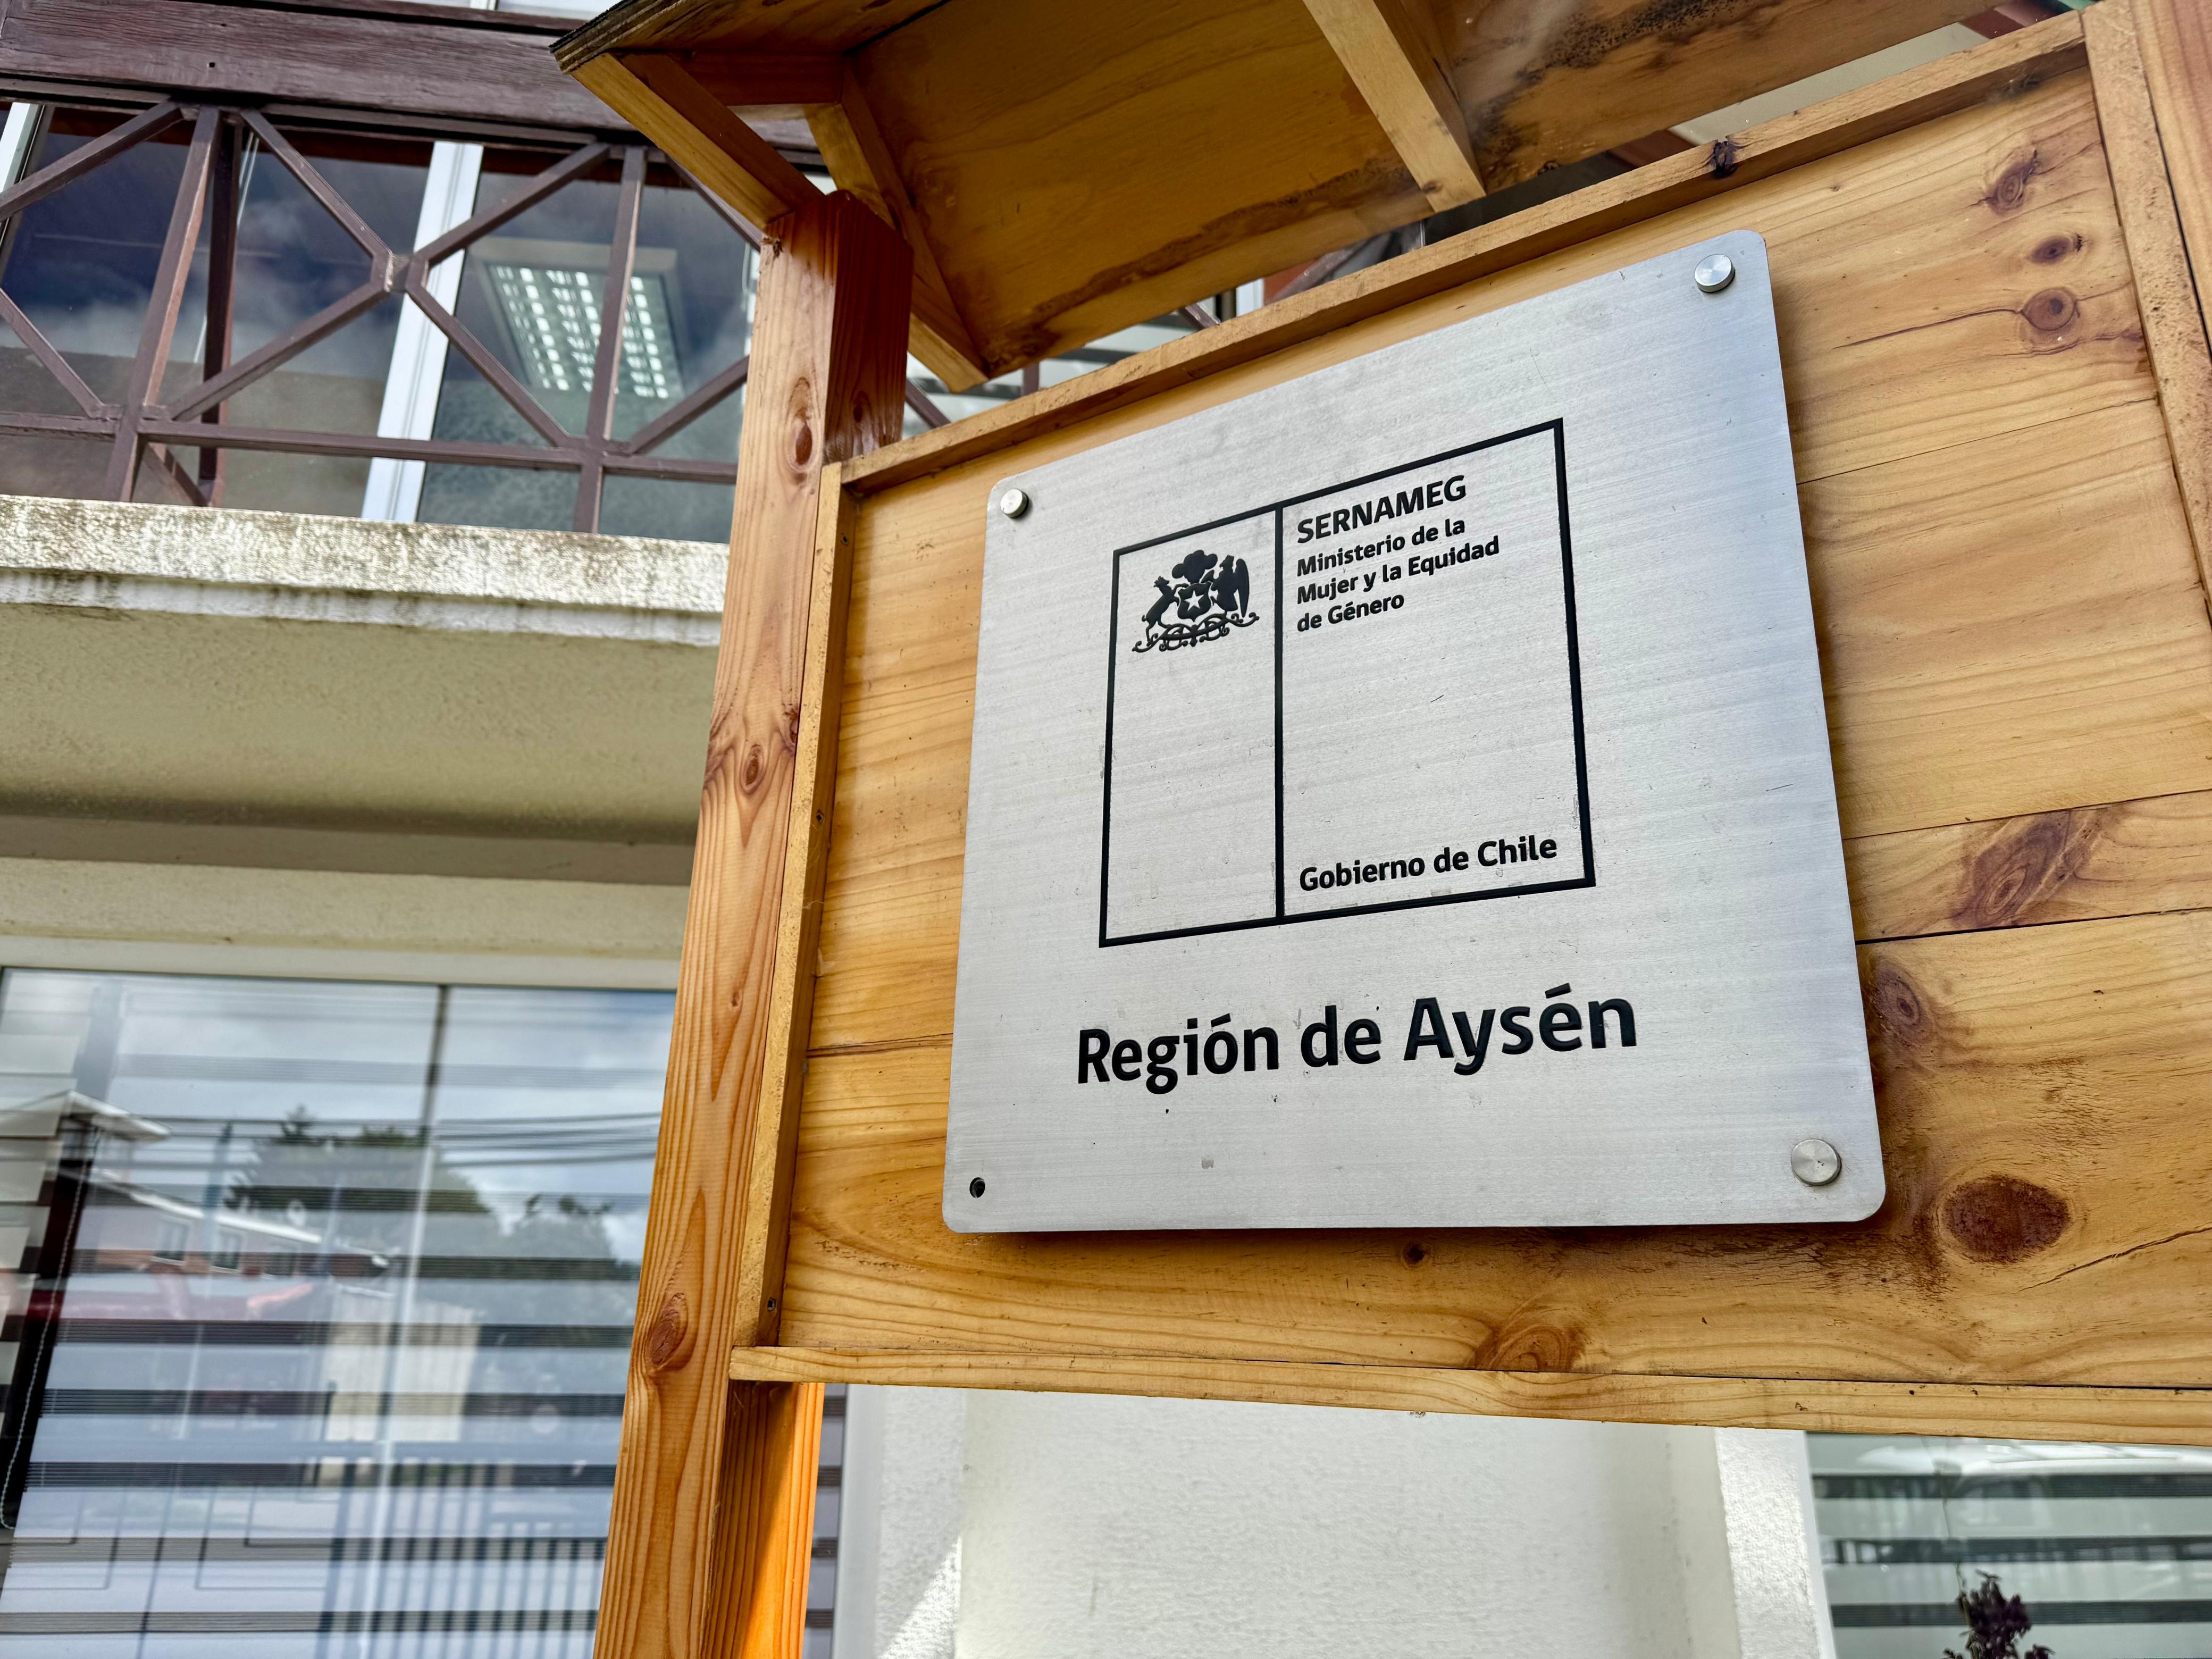 SERNAMEG
Ministerio de la
Mujer y la Equidad
de Género
Gobierno de Chile
Región de Aysén